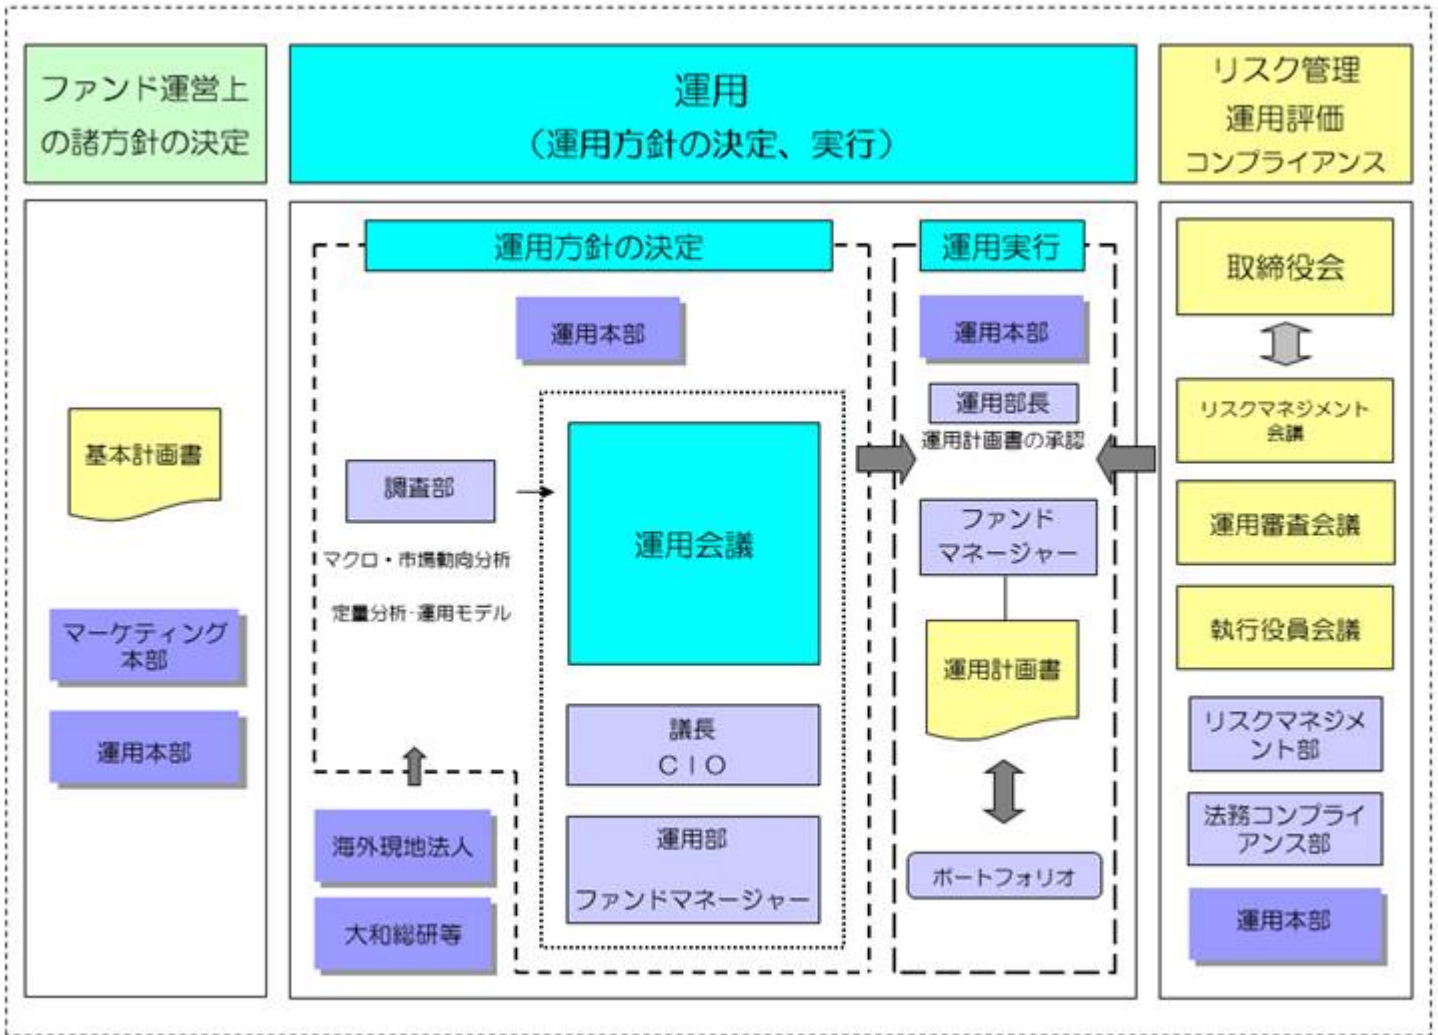 ファンド運営上
の諸方針の決定
運用
（運用方針の決定、実行）
リスク管理
運用評価
コンプライアンス
基本計画書
マーケティング
本部
運用本部
運用方針の決定
運用本部
調査部
マクロ・市場動向分析
定量分析・運用モデル
運用会議
議長
ＣＩＯ
運用部
ファンドマネージャー
海外現地法人
大和総研等
運用実行
運用本部
運用部長
運用計画書の承認
ファンド
マネージャー
運用計画書
ポートフォリオ
取締役会
リスクマネジメント
会議
運用審査会議
執行役員会議
リスクマネジメ
ント部
法務コンプライ
アンス部
運用本部